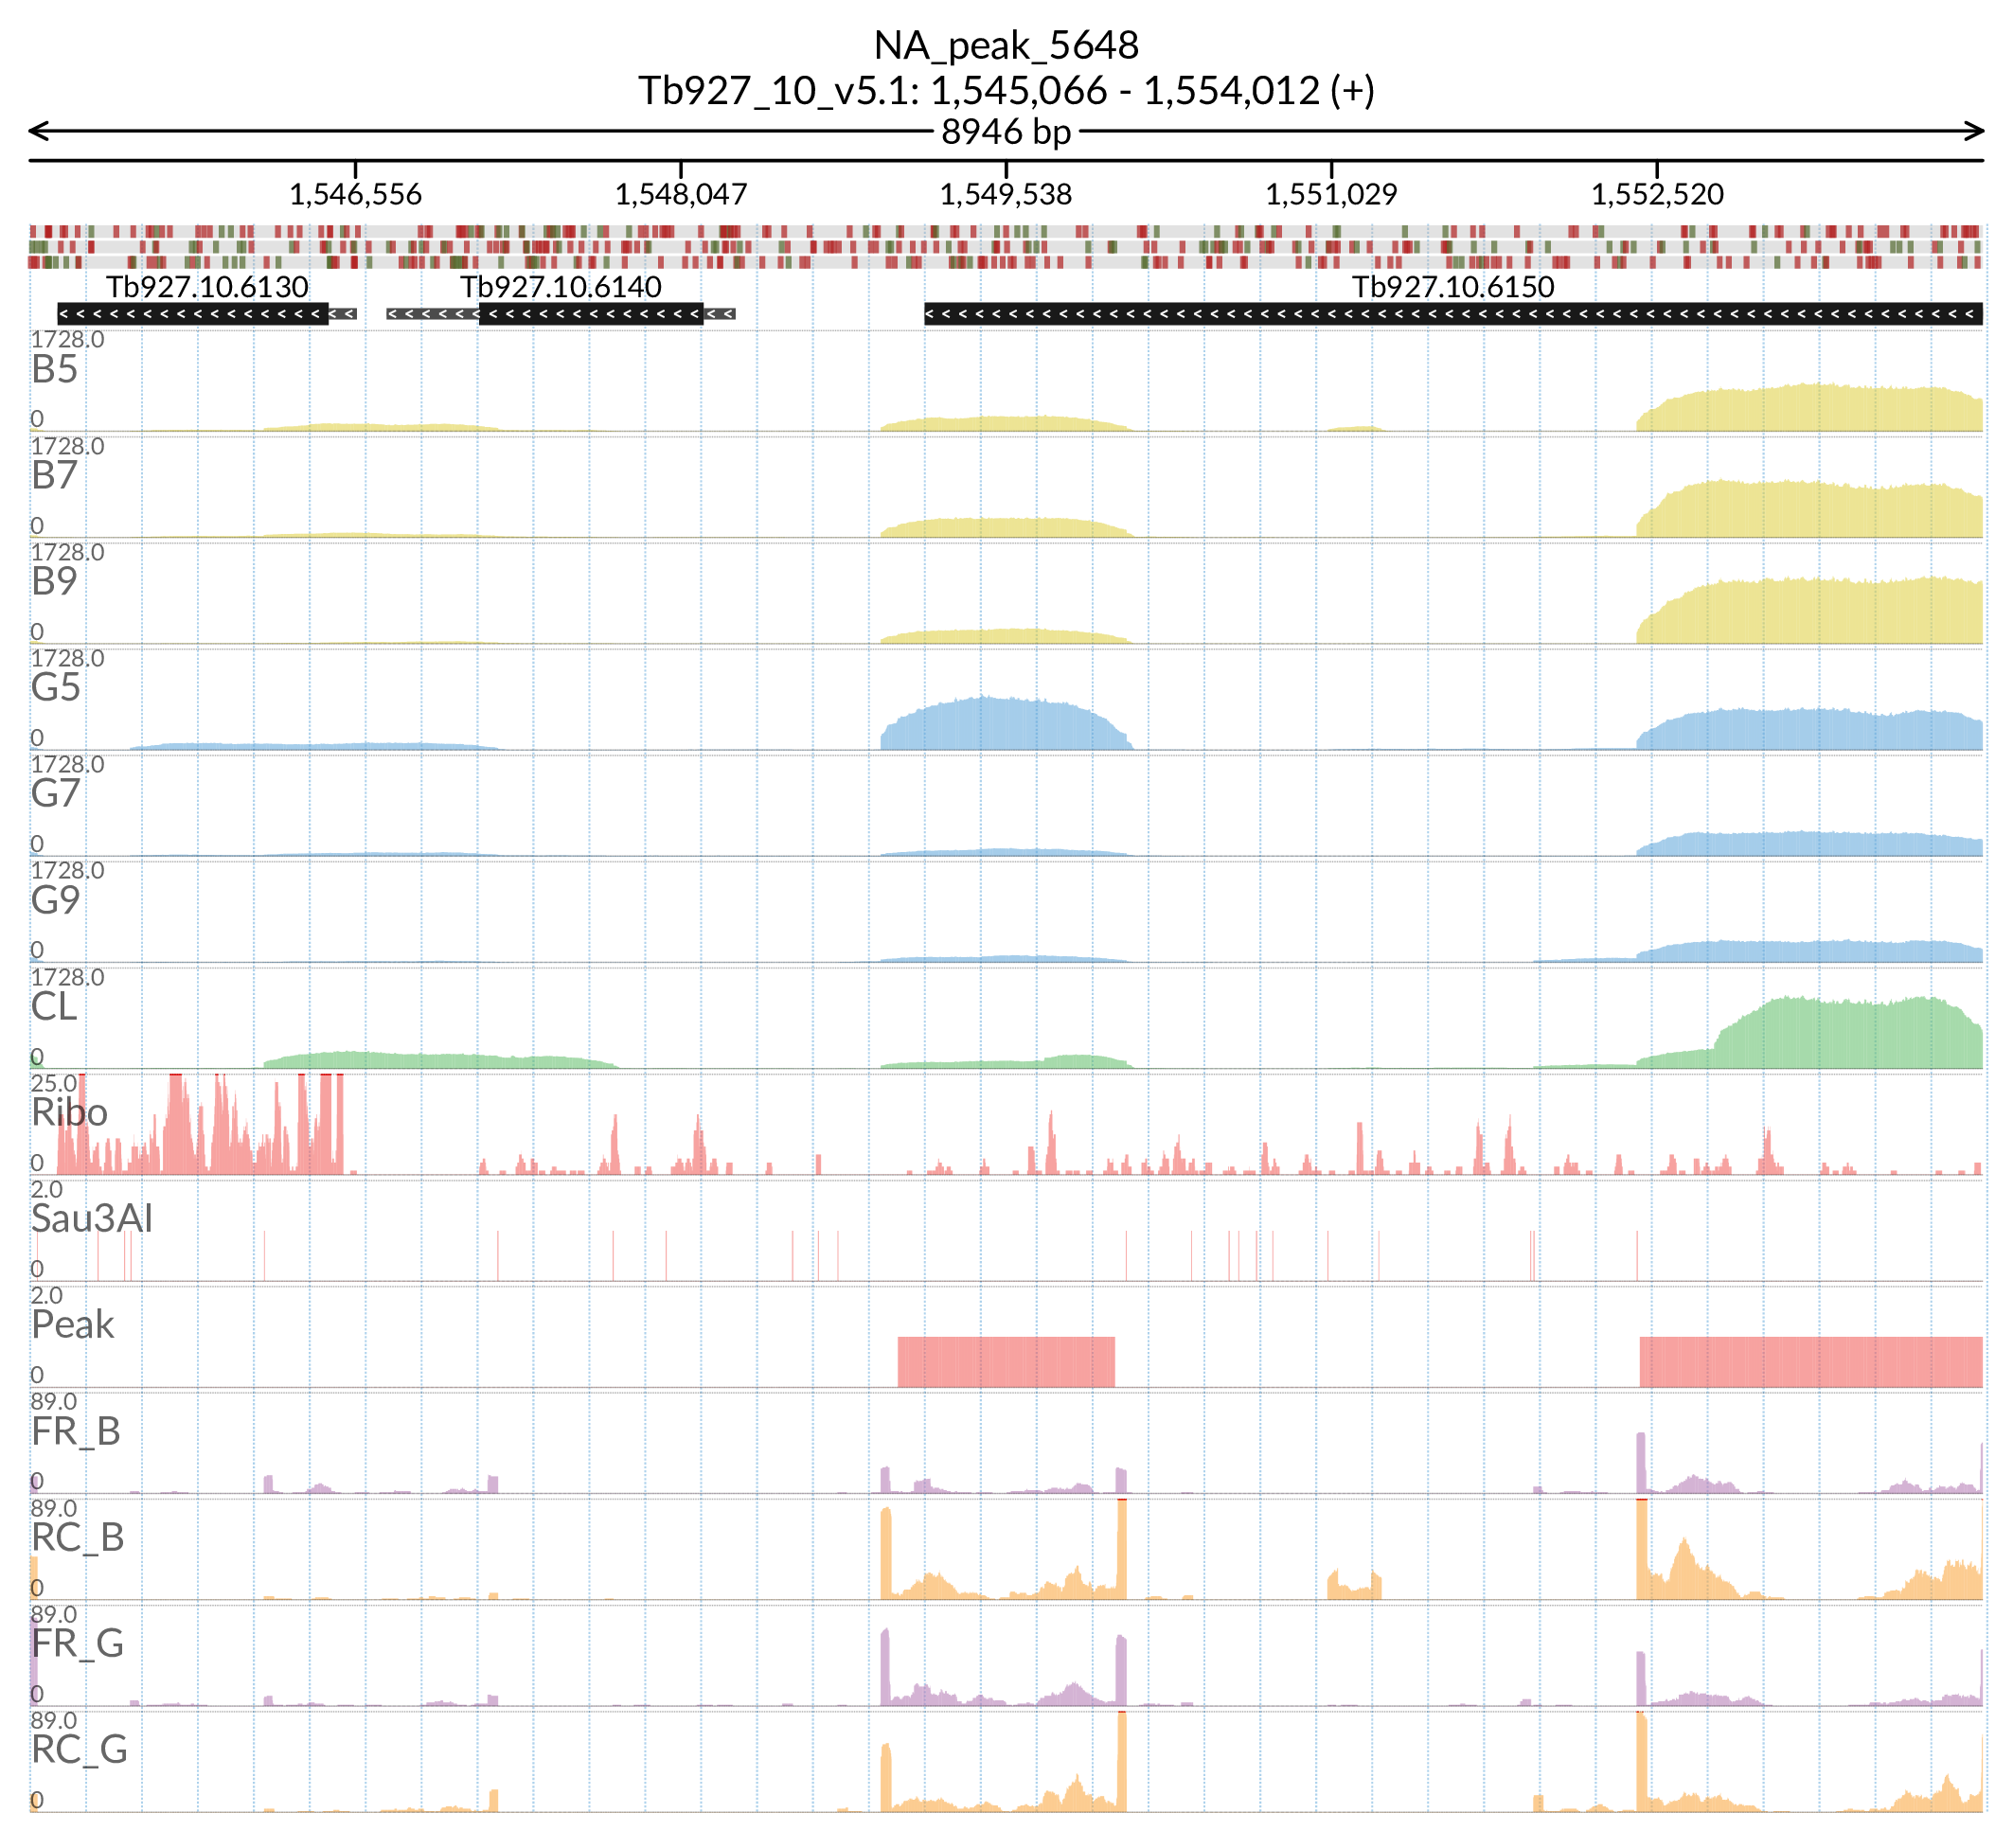 NA_peak_5648
Tb927_10_v5.1: 1,545,066 - 1,554,012 (+)
8946 bp
1,546,556 1,548,047 1,549,538 1,551,029 1,552,520
Tb927.10.6130 Tb927.10.6140 Tb927.10.6150
1728.0
B5
0
1728.0
B7
0
1728.0
B9
0
1728.0
G5
0
1728.0
G7
0
1728.0
G9
0
1728.0
CL
0
25.0
Ribo
0
2.0
Sau3AI
0
2.0
Peak
0
89.0
FR_B
0
89.0
RC_B
0
89.0
FR_G
0
89.0
RC_G
0